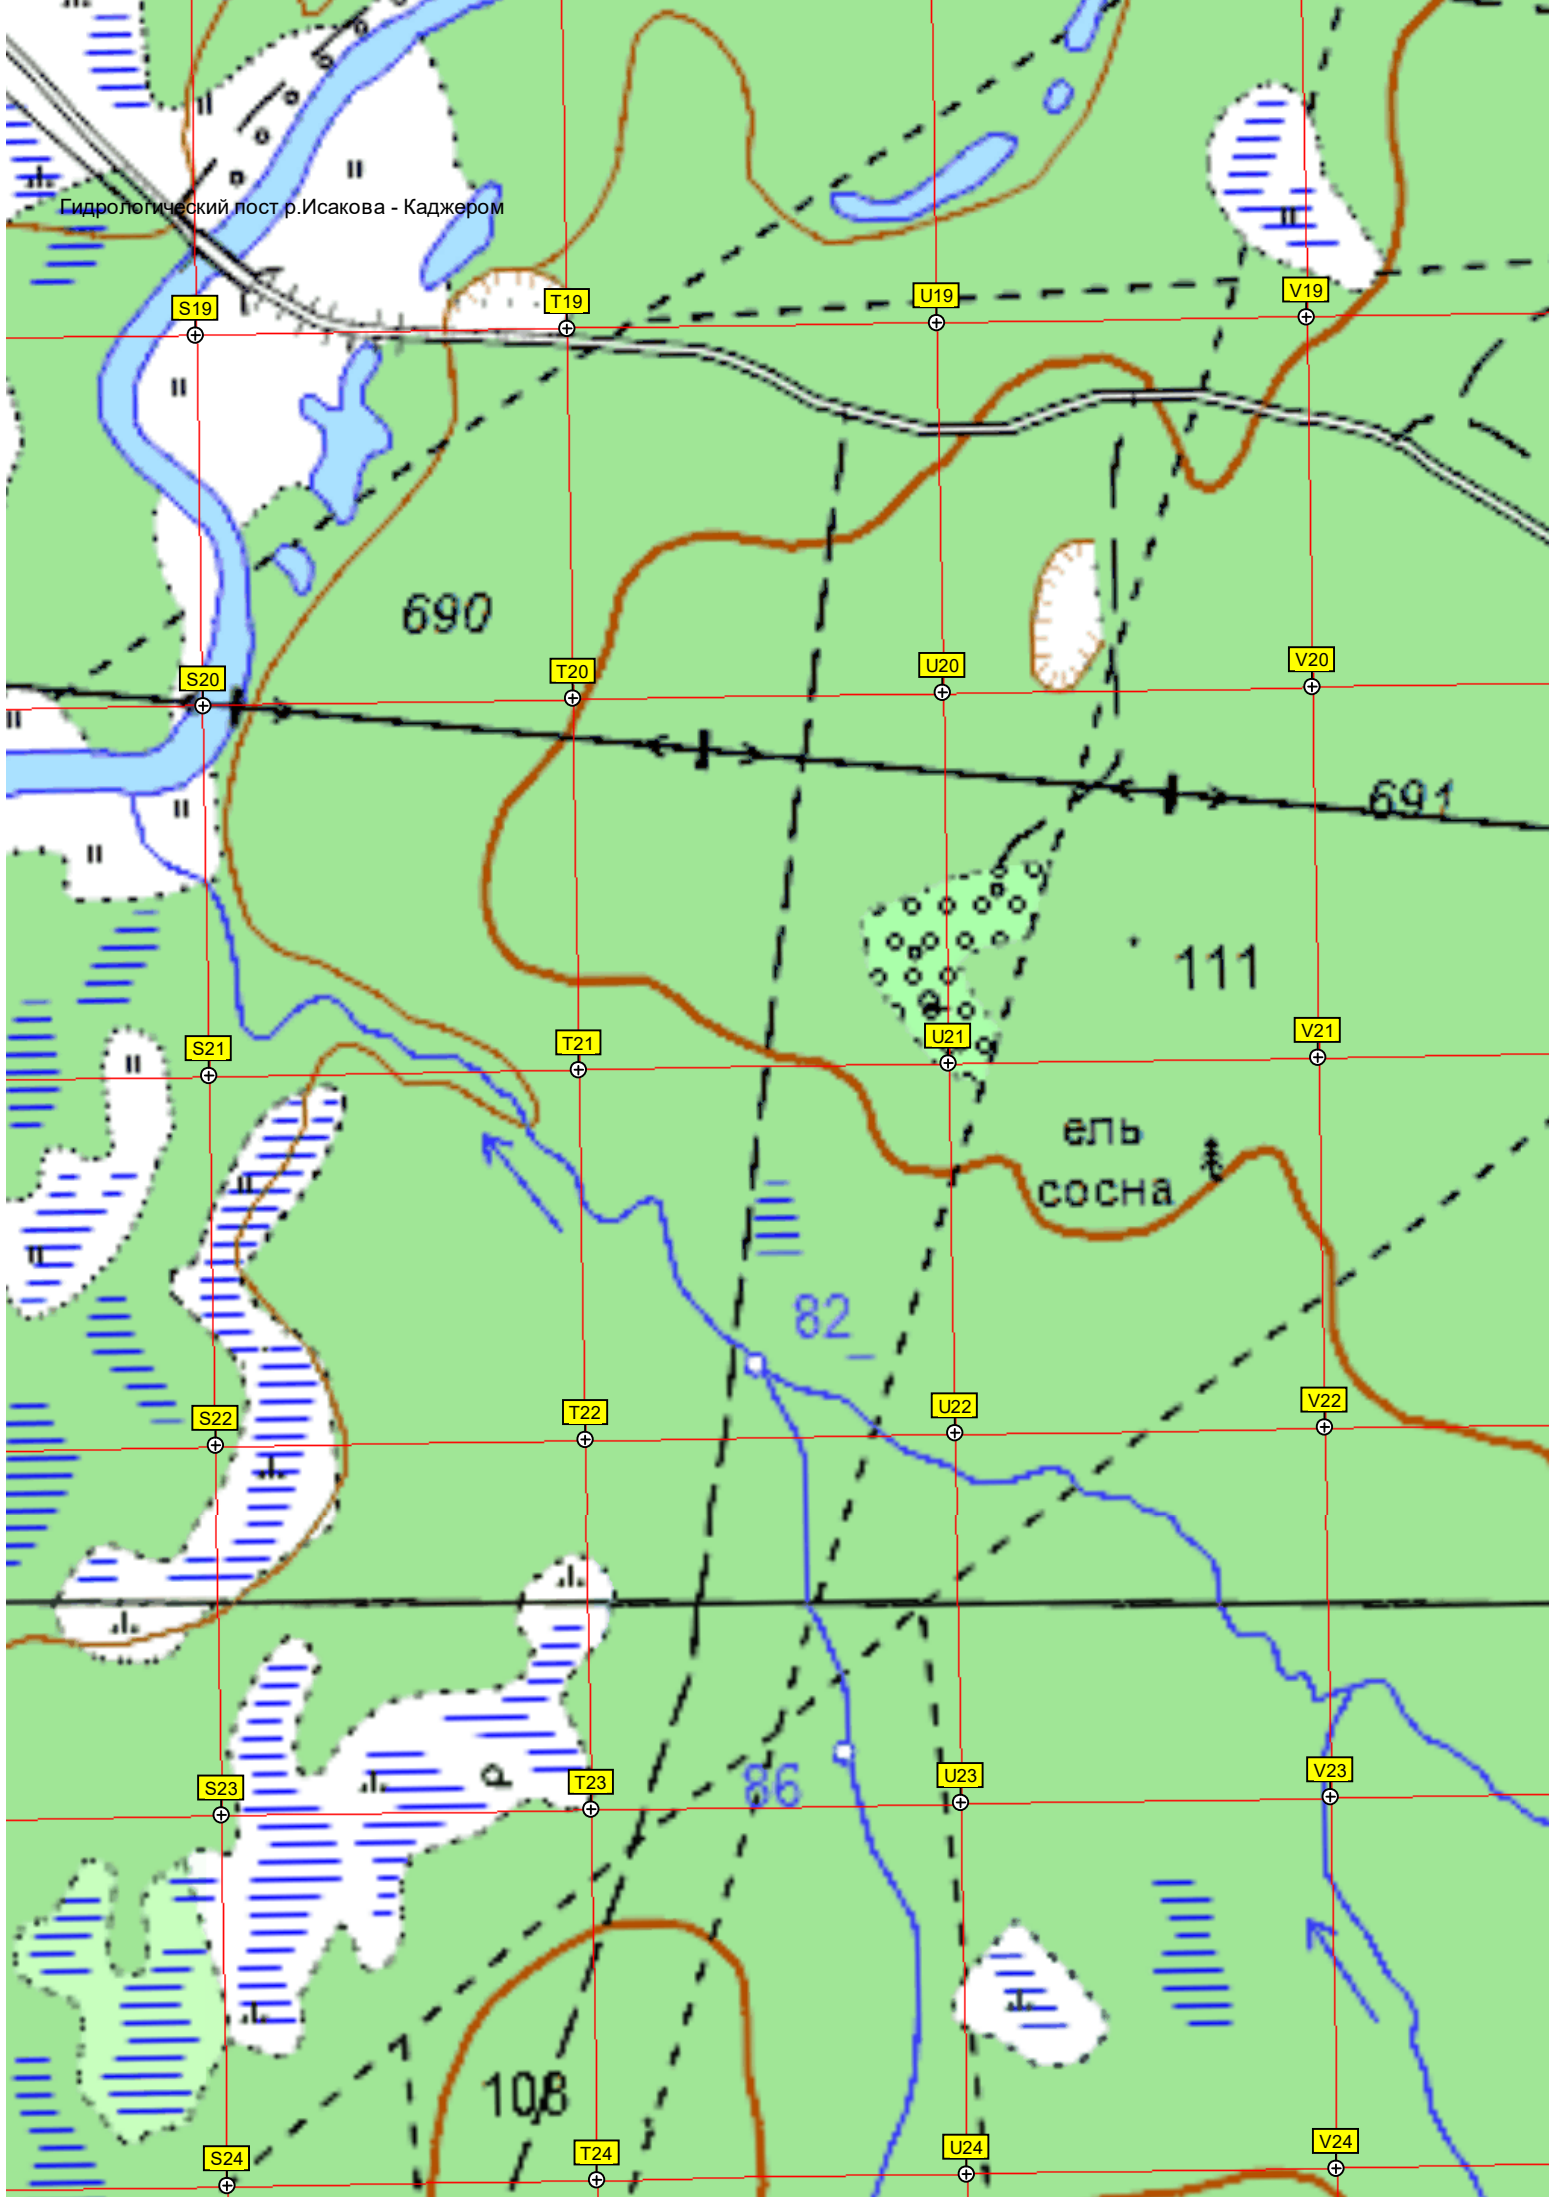 Гидрологический пост р.Исакова - Каджером
S19
T19
U19
V19
690
S20
T20
U20
V20
691
111
S21
T21
U21
V21
ель
сосна
82
S22
T22
U22
V22
86
S23
T23
U23
V23
108
S24
T24
U24
V24